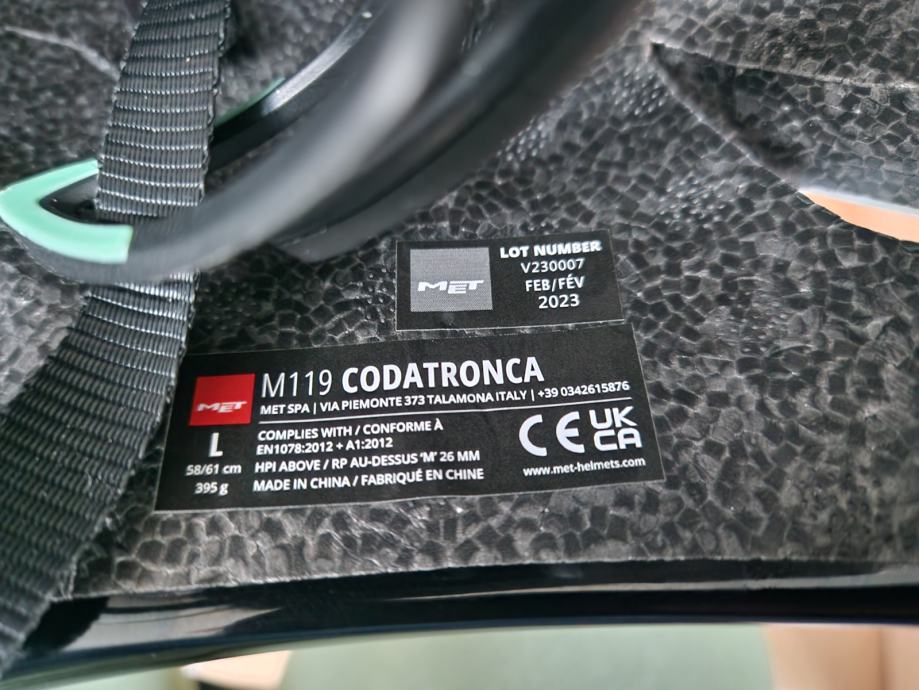 MET
LOT NUMBER
V230007
FEB/FÉV
2023
MET
M119 CODATRONCA
MET SPA | VIA PIEMONTE 373 TALAMONA ITALY | +39 0342615876
L
58/61 cm
395 g
COMPLIES WITH / CONFORME À
EN1078:2012 + A1:2012
HPI ABOVE / RP AU-DESSUS 'M' 26 MM
MADE IN CHINA / FABRIQUÉ EN CHINE
CE UK
CA
www.met-helmets.com